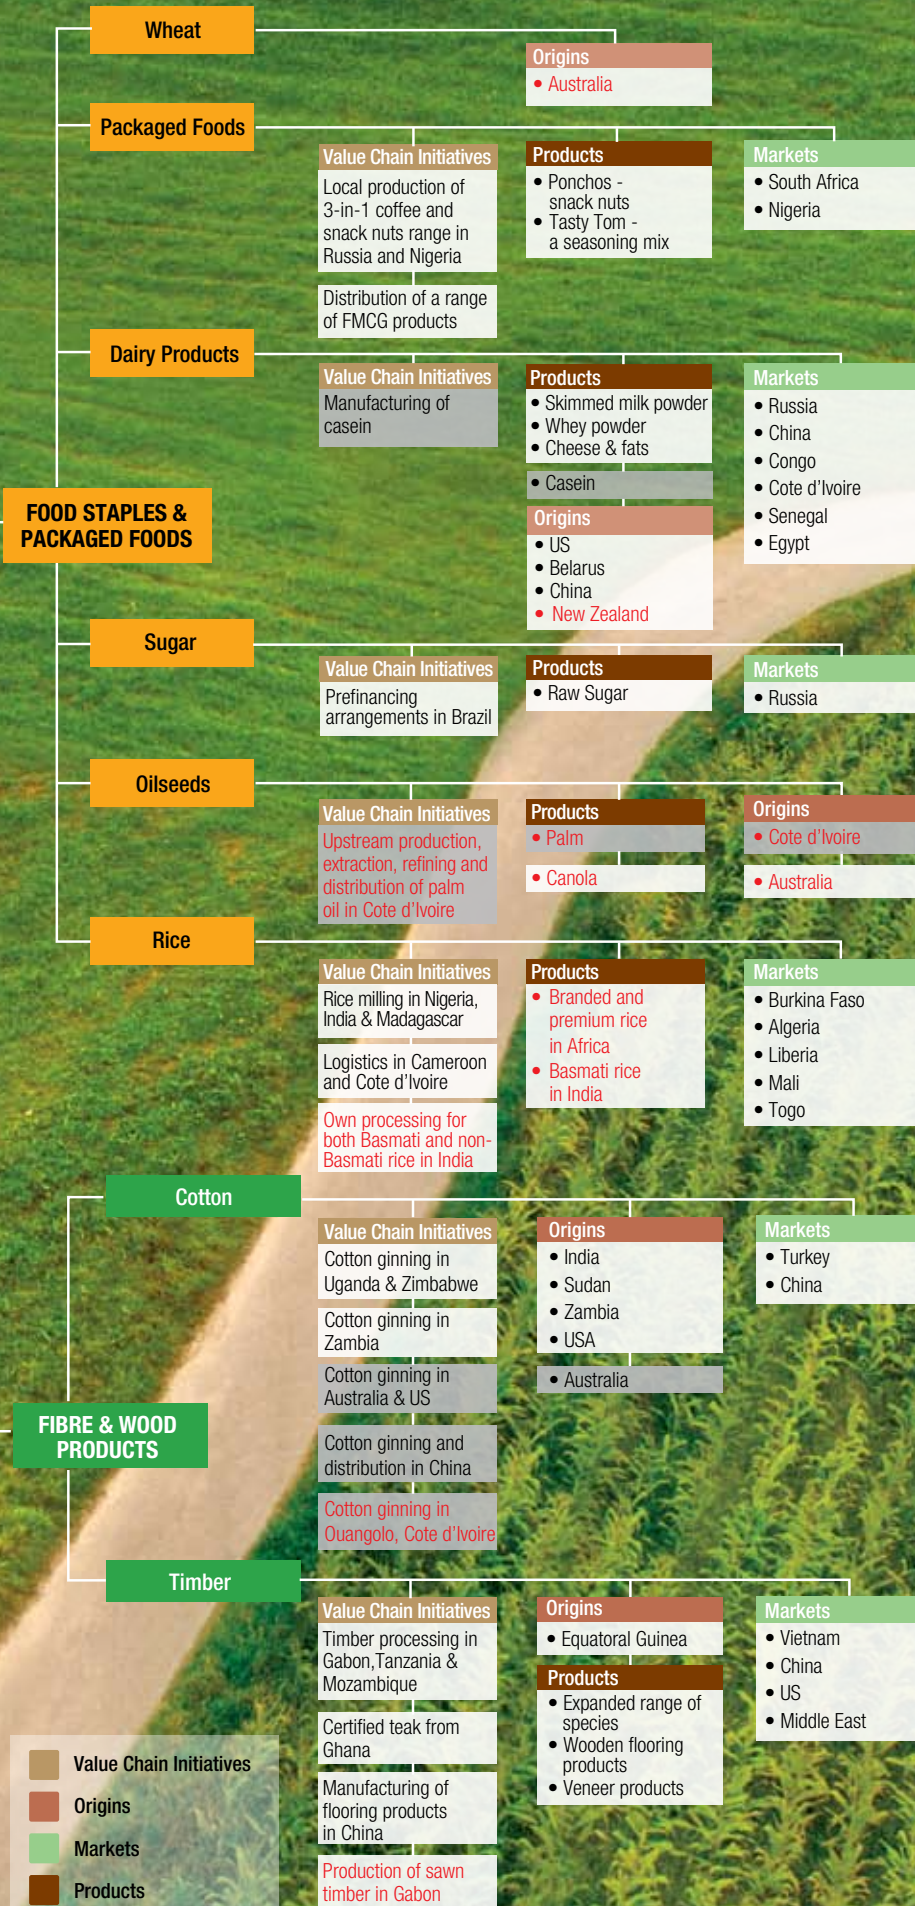 Wheat
Origins
• Australia
Packaged Foods
Value Chain Initiatives
Local production of
3-in-1 coffee and
snack nuts range in
Russia and Nigeria
Distribution of a range
of FMCG products
Products
• Ponchos -
snack nuts
• Tasty Tom -
a seasoning mix
Markets
• South Africa
• Nigeria
Dairy Products
Value Chain Initiatives
Manufacturing of
casein
Products
• Skimmed milk powder
• Whey powder
• Cheese & fats
• Casein
Origins
• US
• Belarus
• China
• New Zealand
Markets
• Russia
• China
• Congo
• Cote d'Ivoire
• Senegal
• Egypt
FOOD STAPLES &
PACKAGED FOODS
Sugar
Value Chain Initiatives
Prefinancing
arrangements in Brazil
Products
• Raw Sugar
Markets
• Russia
Oilseeds
Value Chain Initiatives
Upstream production,
extraction, refining and
distribution of palm
oil in Cote d'Ivoire
Products
• Palm
• Canola
Origins
• Cote d'Ivoire
• Australia
Rice
Value Chain Initiatives
Rice milling in Nigeria,
India & Madagascar
Logistics in Cameroon
and Cote d'Ivoire
Own processing for
both Basmati and non-
Basmati rice in India
Products
• Branded and
premium rice
in Africa
• Basmati rice
in India
Markets
• Burkina Faso
• Algeria
• Liberia
• Mali
• Togo
Cotton
Value Chain Initiatives
Cotton ginning in
Uganda & Zimbabwe
Cotton ginning in
Zambia
Cotton ginning in
Australia & US
Cotton ginning and
distribution in China
Cotton ginning in
Ouangolo, Cote d'Ivoire
Origins
• India
• Sudan
• Zambia
• USA
• Australia
Markets
• Turkey
• China
FIBRE & WOOD
PRODUCTS
Timber
Value Chain Initiatives
Timber processing in
Gabon,Tanzania &
Mozambique
Certified teak from
Ghana
Manufacturing of
flooring products
in China
Production of sawn
timber in Gabon
Origins
• Equatoral Guinea
Products
• Expanded range of
species
• Wooden flooring
products
• Veneer products
Markets
• Vietnam
• China
• US
• Middle East
Value Chain Initiatives
Origins
Markets
Products